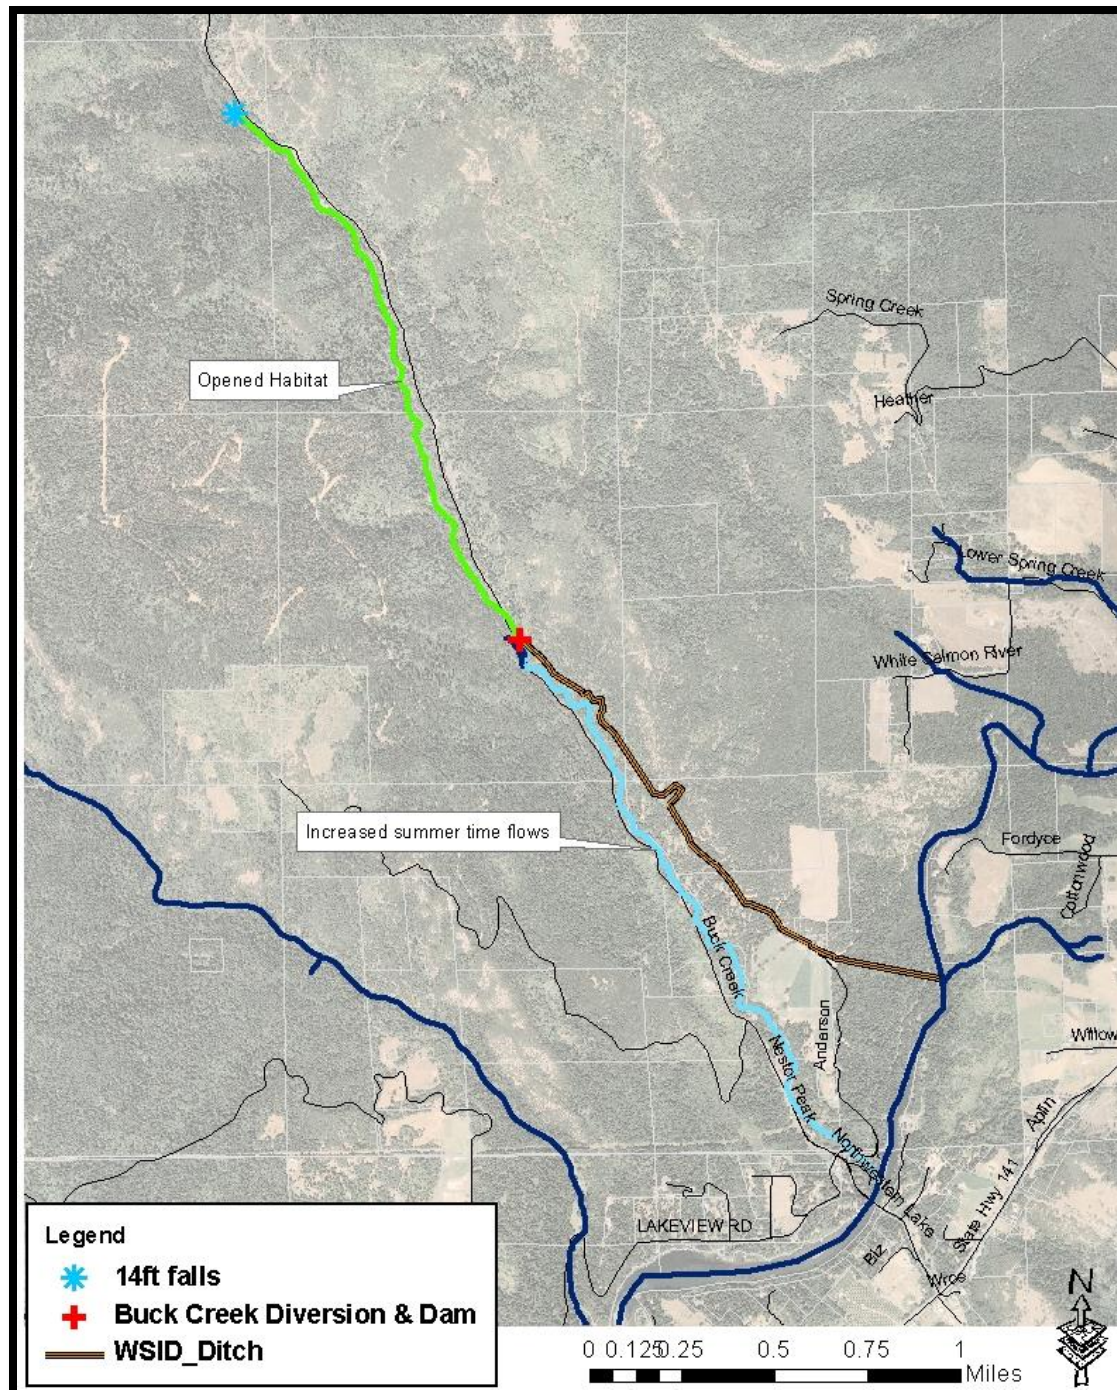 Spring Creek
Opened Habitat
Heather
Lower Spring Creek
White Salmon River
Increased summer time flows
Fordyce
Cottonwood
Buck Creek
Anderson
Willow
Nestor Peak
Aplin
Northwestern Lake
State Hwy 141
LAKEVIEW RD
Biz
Wroe
Legend
14ft falls
Buck Creek Diversion & Dam
WSID_Ditch
N
0 0.125 0.25 0.5 0.75 1
Miles